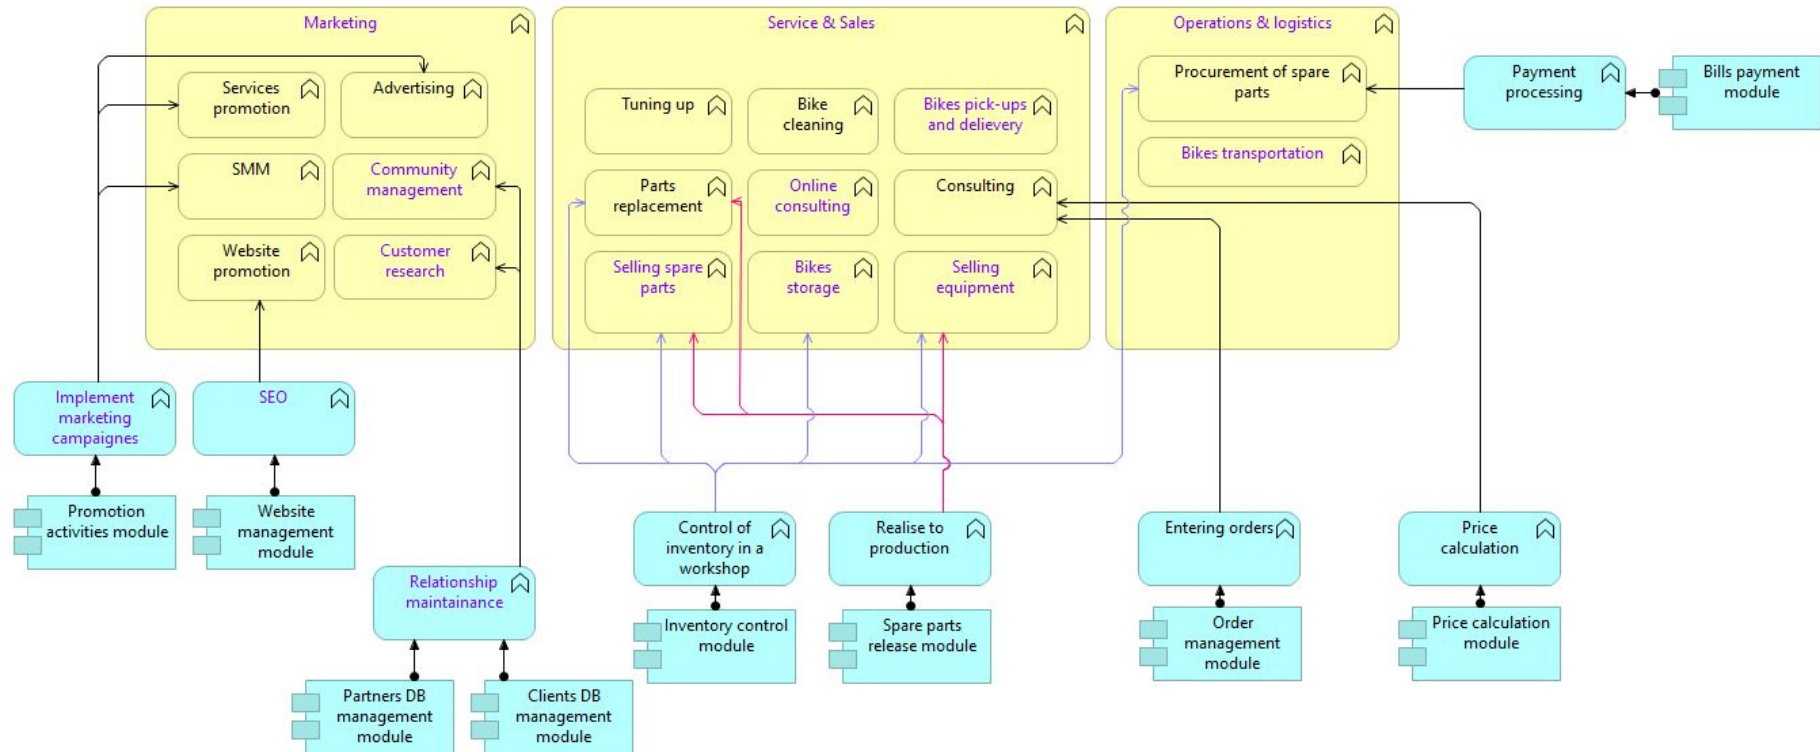 Marketing
Services
promotion
Advertising
SMM
Community
management
Website
promotion
Customer
research
Service & Sales
Tuning up
Bike
cleaning
Bikes pick-ups
and delievery
Parts
replacement
Online
consulting
Consulting
Selling spare
parts
Bikes
storage
Selling
equipment
Operations & logistics
Procurement of spare
parts
Bikes transportation
Payment
processing
Bills payment
module
Implement
marketing
campaignes
SEO
Promotion
activities module
Website
management
module
Relationship
maintainance
Partners DB
management
module
Clients DB
management
module
Control of
inventory in a
workshop
Realise to
production
Entering orders
Price
calculation
Inventory control
module
Spare parts
release module
Order
management
module
Price calculation
module